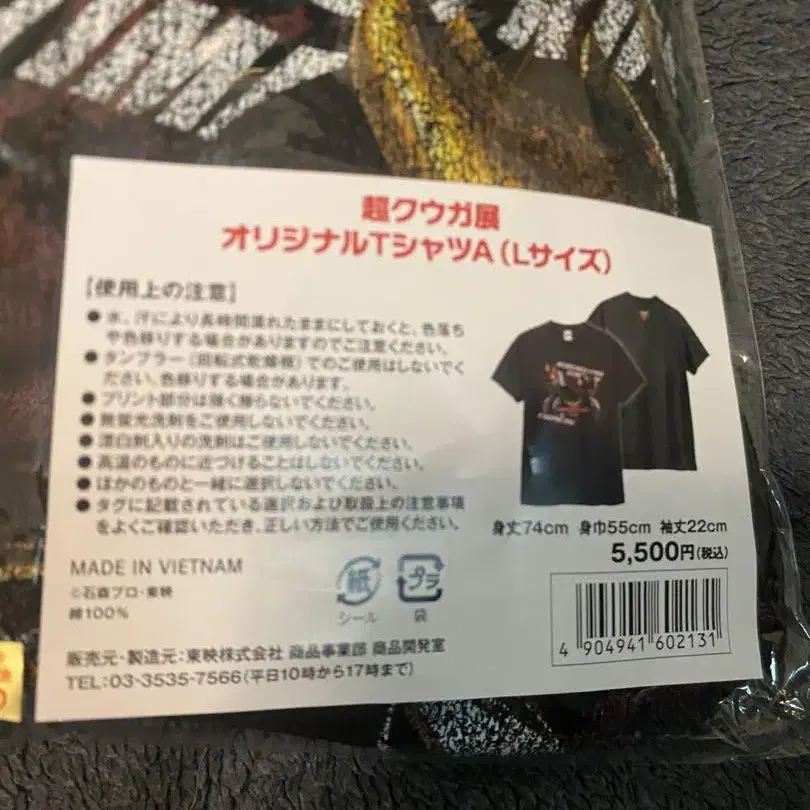 超クウガ展
オリジナルTシャツA(Lサイズ)
【使用上の注意】
●水、汗により長時間濡れたままにしておくと、色落ち
や色移りする場合がありますのでご注意ください。
●タンブラー(回転式乾燥機)でのご使用はしないでく
ださい、色移りする場合があります。
●プリント部分は強く擦らないでください。
●無蛍光洗剤をご使用しないでください。
●漂白剤入りの洗剤はご使用しないでください。
●高温のものに近づけることはしないでください。
●ほかのものと一緒に選択しないでください。
●タグに記載されている選択および取扱上の注意事項
をよくご確認いただき、正しい方法でご使用ください。
身丈74cm 身巾55cm 袖丈22cm
5,500円(税込)
MADE IN VIETNAM
©石森プロ・東映
綿100%
紙
シール
プラ
袋
4 904941 602131
販売元・製造元:東映株式会社 商品事業部 商品開発室
TEL:03-3535-7566(平日10時から17時まで)